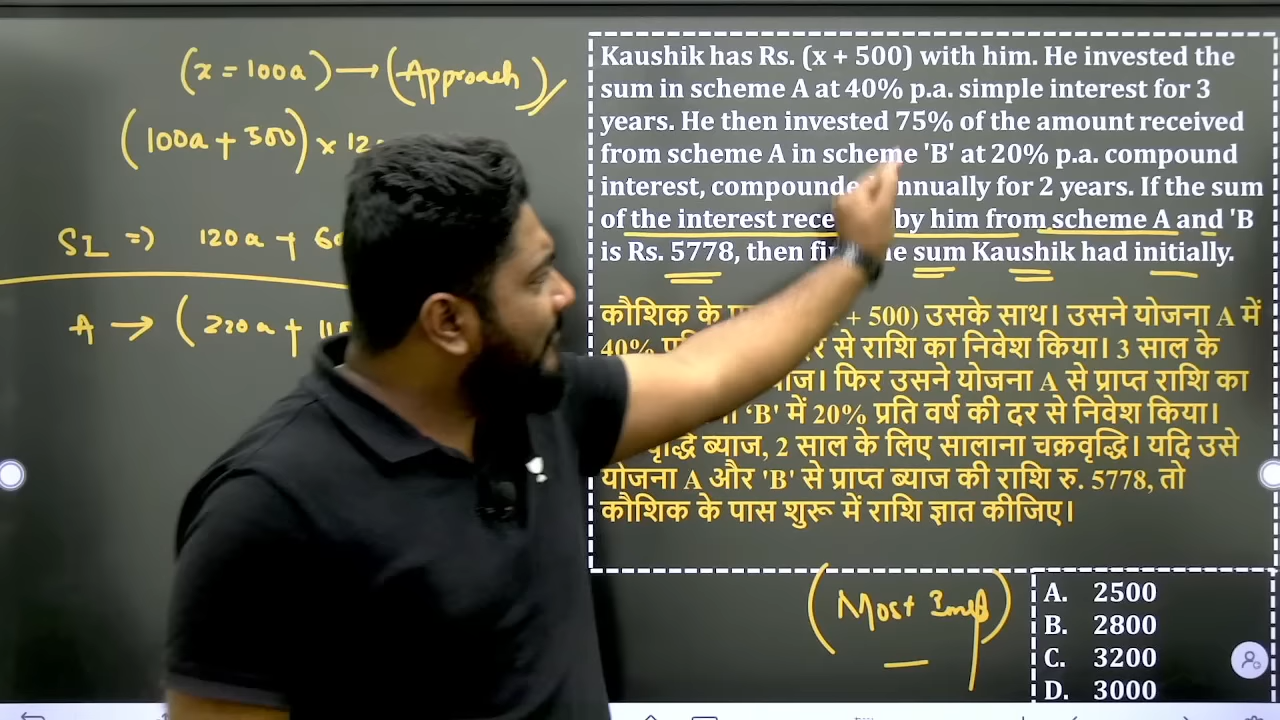 (x = 100a) → (Approach)
(100a + 500) × 12
SI ⇒ 120a + 60
A → (220a + 110
Kaushik has Rs. (x + 500) with him. He invested the
sum in scheme A at 40% p.a. simple interest for 3
years. He then invested 75% of the amount received
from scheme A in scheme 'B' at 20% p.a. compound
interest, compounde nnually for 2 years. If the sum
of the interest rece by him from scheme A and 'B
is Rs. 5778, then fi e sum Kaushik had initially.
कौशिक के + 500) उसके साथ। उसने योजना A में
40% र से राशि का निवेश किया। 3 साल के
ाज। फिर उसने योजना A से प्राप्त राशि का
'B' में 20% प्रति वर्ष की दर से निवेश किया।
वृद्धि ब्याज, 2 साल के लिए सालाना चक्रवृद्धि। यदि उसे
योजना A और 'B' से प्राप्त ब्याज की राशि रु. 5778, तो
कौशिक के पास शुरू में राशि ज्ञात कीजिए।
(Most Imp)
A. 2500
B. 2800
C. 3200
D. 3000